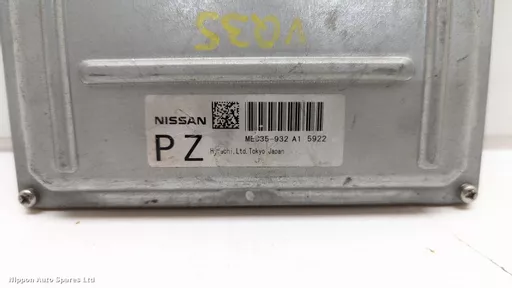 VQ35
NISSAN
MEC35-932 A1 5922
PZ
Hitachi,Ltd.Tokyo Japan
Nippon Auto Spares Ltd